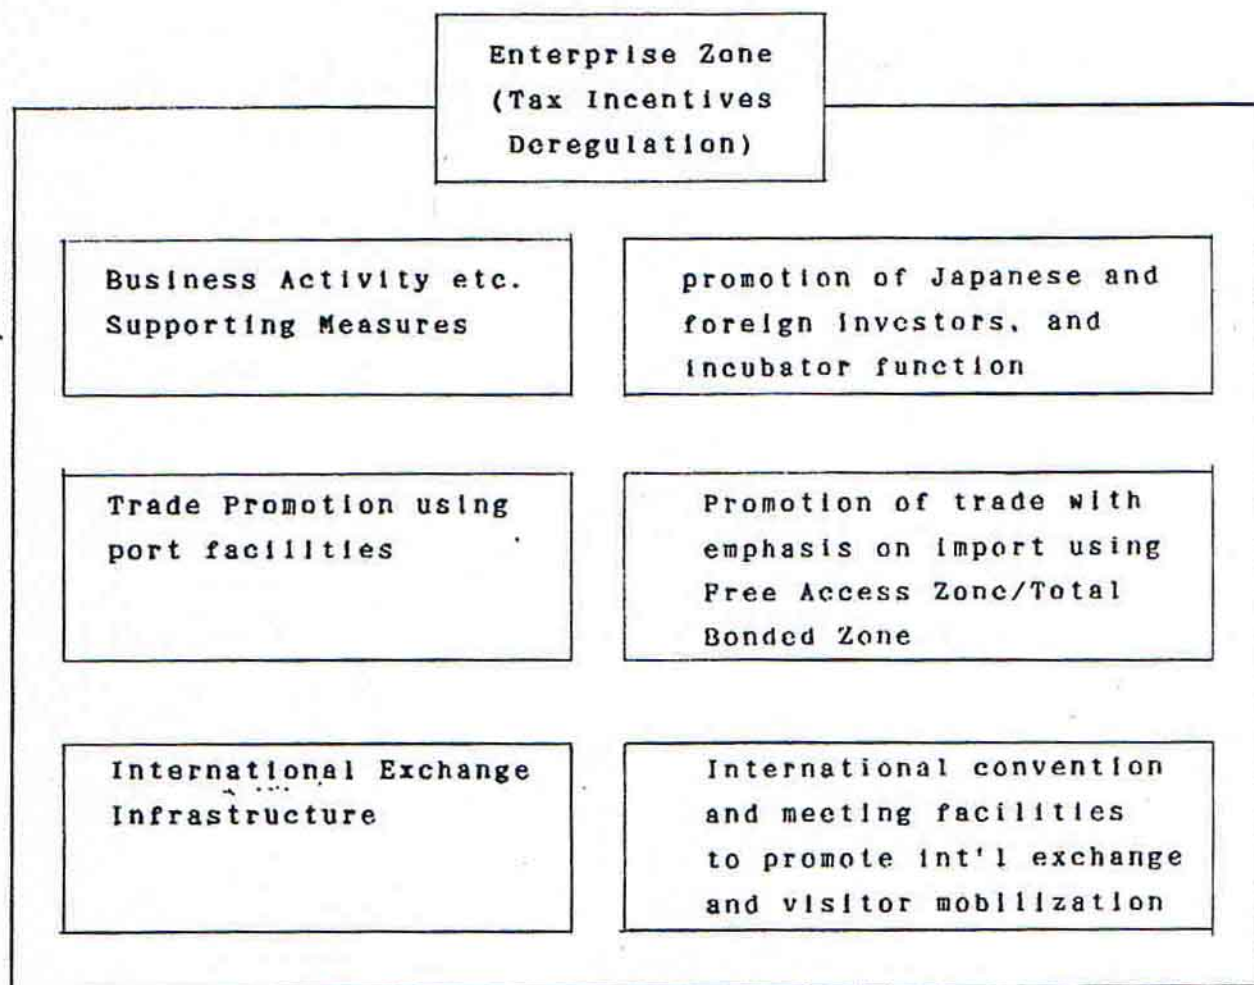 Enterprise Zone
(Tax Incentives
Deregulation)
Business Activity etc.
Supporting Measures
promotion of Japanese and
foreign investors, and
incubator function
Trade Promotion using
port facilities
Promotion of trade with
emphasis on import using
Free Access Zone/Total
Bonded Zone
International Exchange
Infrastructure
International convention
and meeting facilities
to promote int'l exchange
and visitor mobilization